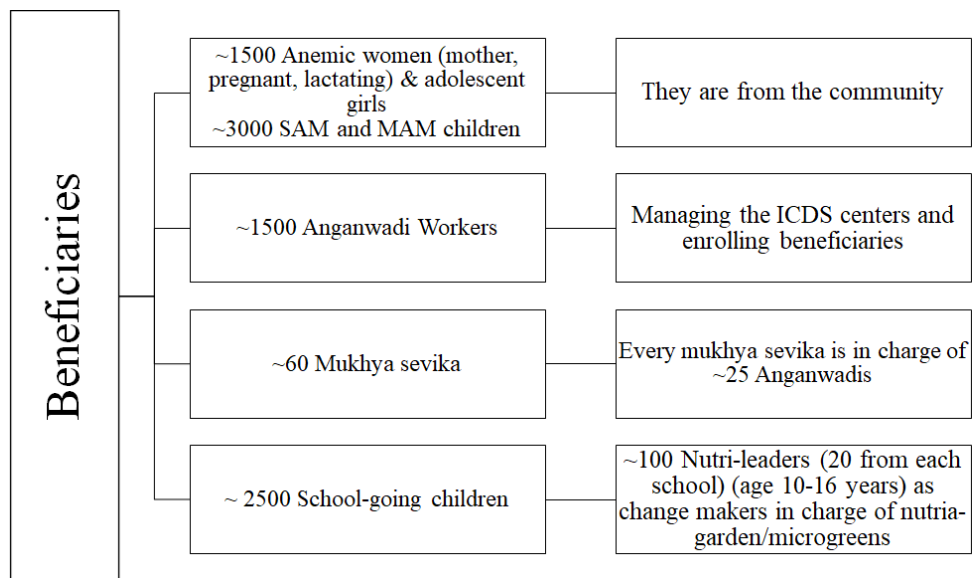 Beneficiaries
~1500 Anemic women (mother,
pregnant, lactating) & adolescent
girls
~3000 SAM and MAM children
They are from the community
~1500 Anganwadi Workers
Managing the ICDS centers and
enrolling beneficiaries
~60 Mukhya sevika
Every mukhya sevika is in charge of
~25 Anganwadis
~ 2500 School-going children
~100 Nutri-leaders (20 from each
school) (age 10-16 years) as
change makers in charge of nutria-
garden/microgreens